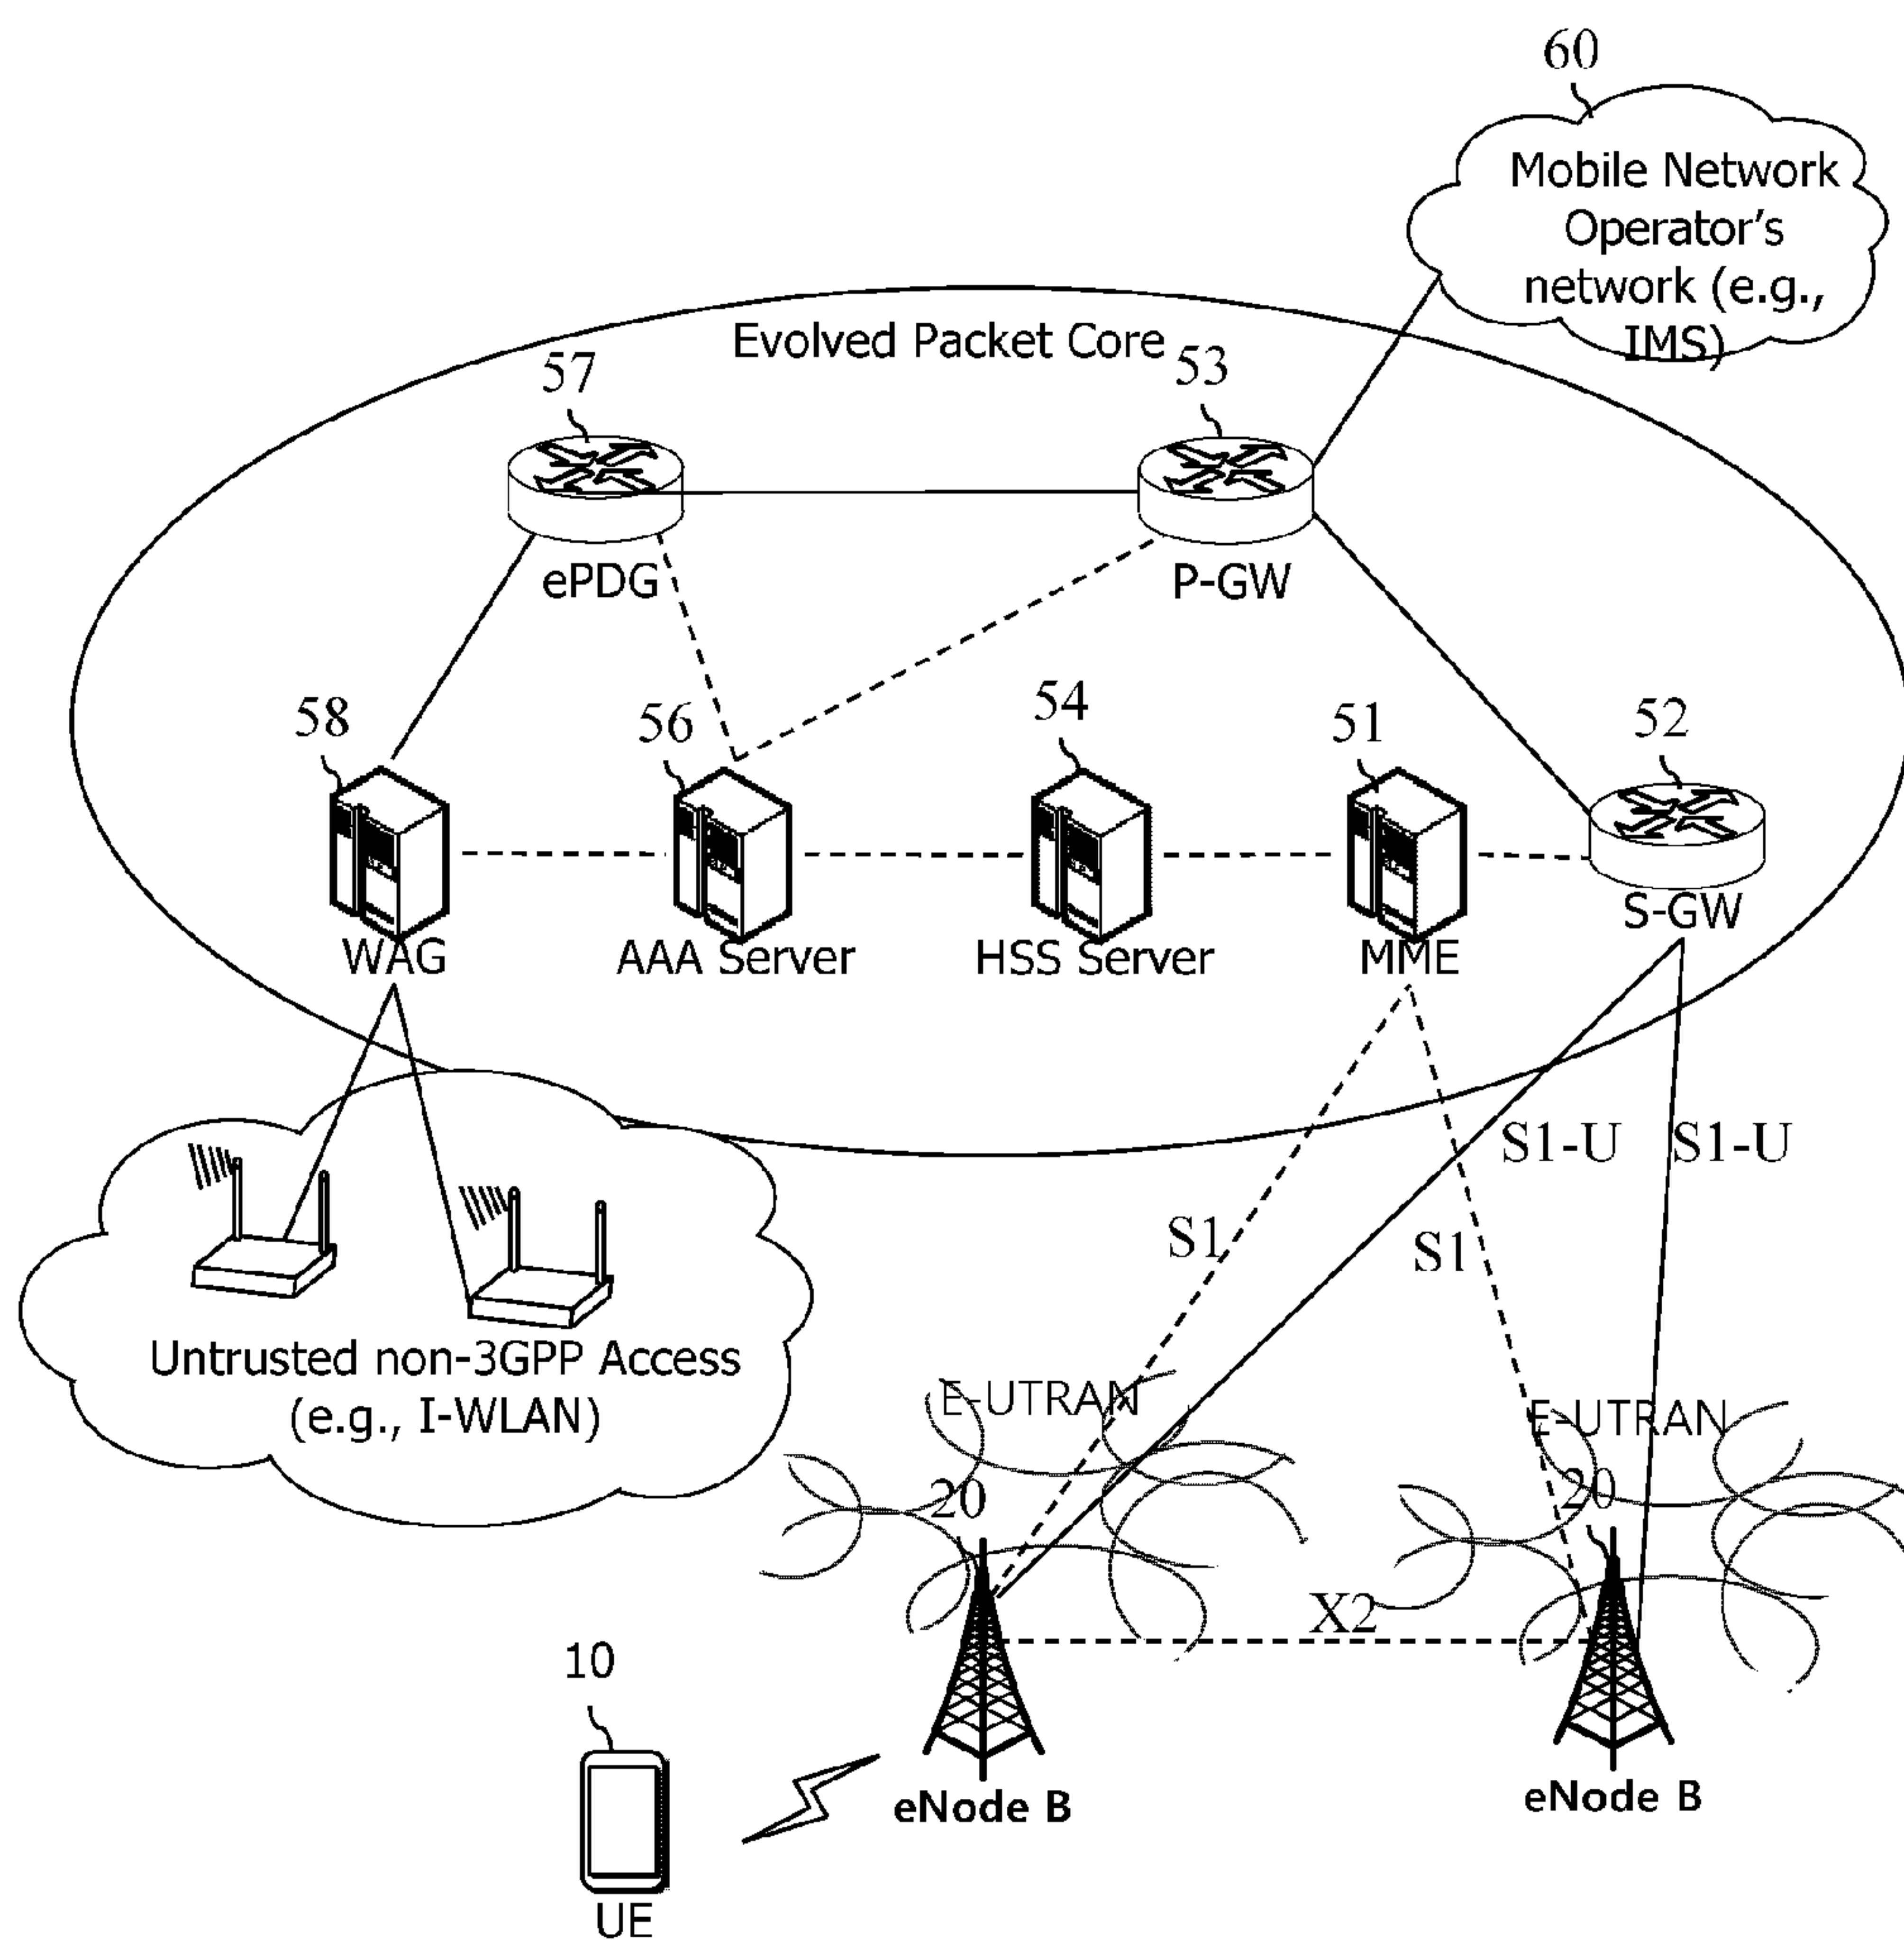 60
Mobile Network
Operator's
network (e.g.,
IMS)
Evolved Packet Core
57
53
ePDG
P-GW
58
56
54
51
52
WAG
AAA Server
HSS Server
MME
S-GW
S1-U
S1-U
S1
S1
Untrusted non-3GPP Access
(e.g., I-WLAN)
E-UTRAN
E-UTRAN
20
20
X2
10
eNode B
eNode B
UE